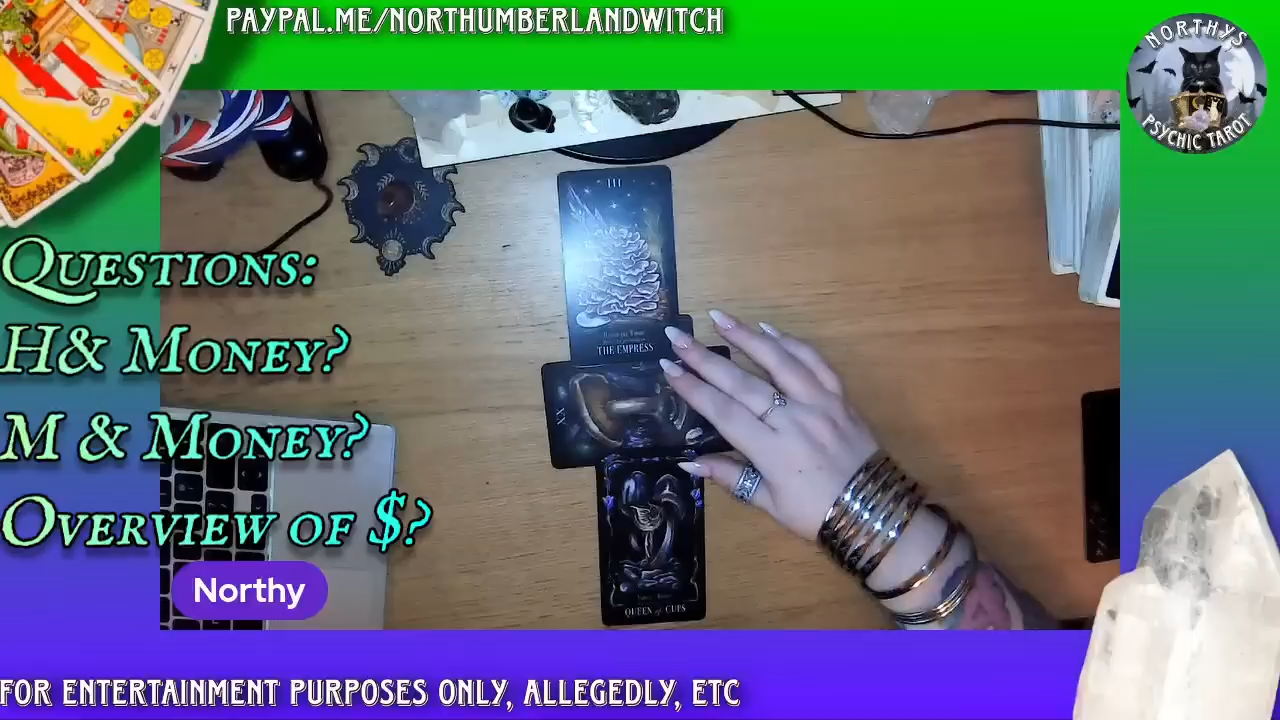 PAYPAL.ME/NORTHUMBERLANDWITCH
NORTHYS
PSYCHIC TAROT
QUESTIONS:
H& MONEY?
M & MONEY?
OVERVIEW OF $?
Northy
III
THE EMPRESS
XX
QUEEN of CUPS
FOR ENTERTAINMENT PURPOSES ONLY, ALLEGEDLY, ETC